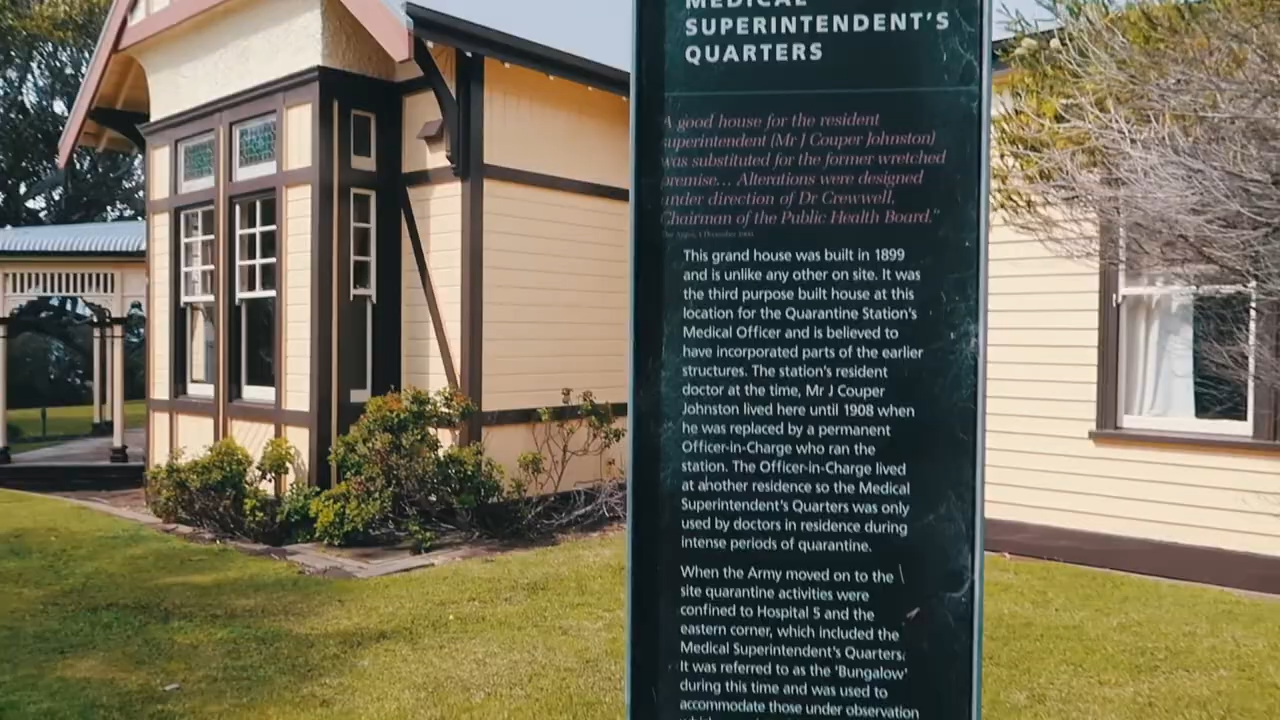 MEDICAL
SUPERINTENDENT'S
QUARTERS
A good house for the resident
superintendent (Mr J Couper Johnston)
was substituted for the former wretched
premise... Alterations were designed
under direction of Dr Crewwell,
Chairman of the Public Health Board."
This grand house was built in 1899
and is unlike any other on site. It was
the third purpose built house at this
location for the Quarantine Station's
Medical Officer and is believed to
have incorporated parts of the earlier
structures. The station's resident
doctor at the time, Mr J Couper
Johnston lived here until 1908 when
he was replaced by a permanent
Officer-in-Charge who ran the
station. The Officer-in-Charge lived
at another residence so the Medical
Superintendent's Quarters was only
used by doctors in residence during
intense periods of quarantine.
When the Army moved on to the
site quarantine activities were
confined to Hospital 5 and the
eastern corner, which included the
Medical Superintendent's Quarters.
It was referred to as the 'Bungalow'
during this time and was used to
accommodate those under observation